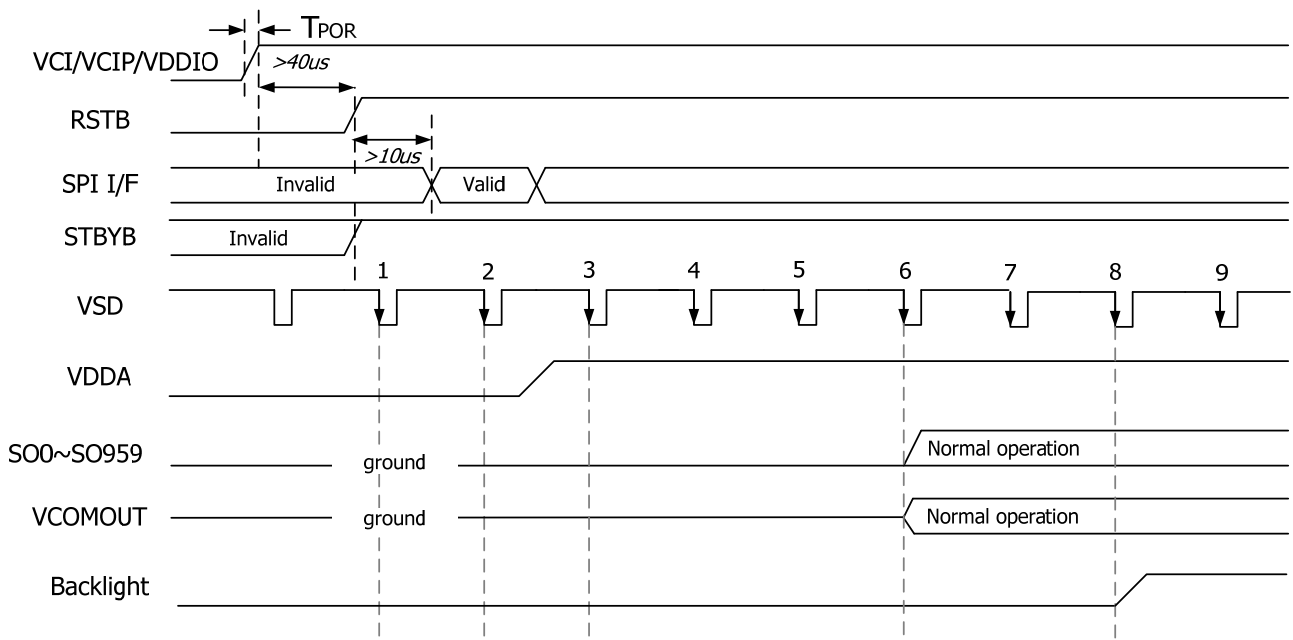 TPOR
VCI/VCIP/VDDIO
>40us
RSTB
>10us
SPI I/F
Invalid
Valid
STBYB
Invalid
1 2 3 4 5 6 7 8 9
VSD
VDDA
SO0~SO959
ground
Normal operation
VCOMOUT
ground
Normal operation
Backlight